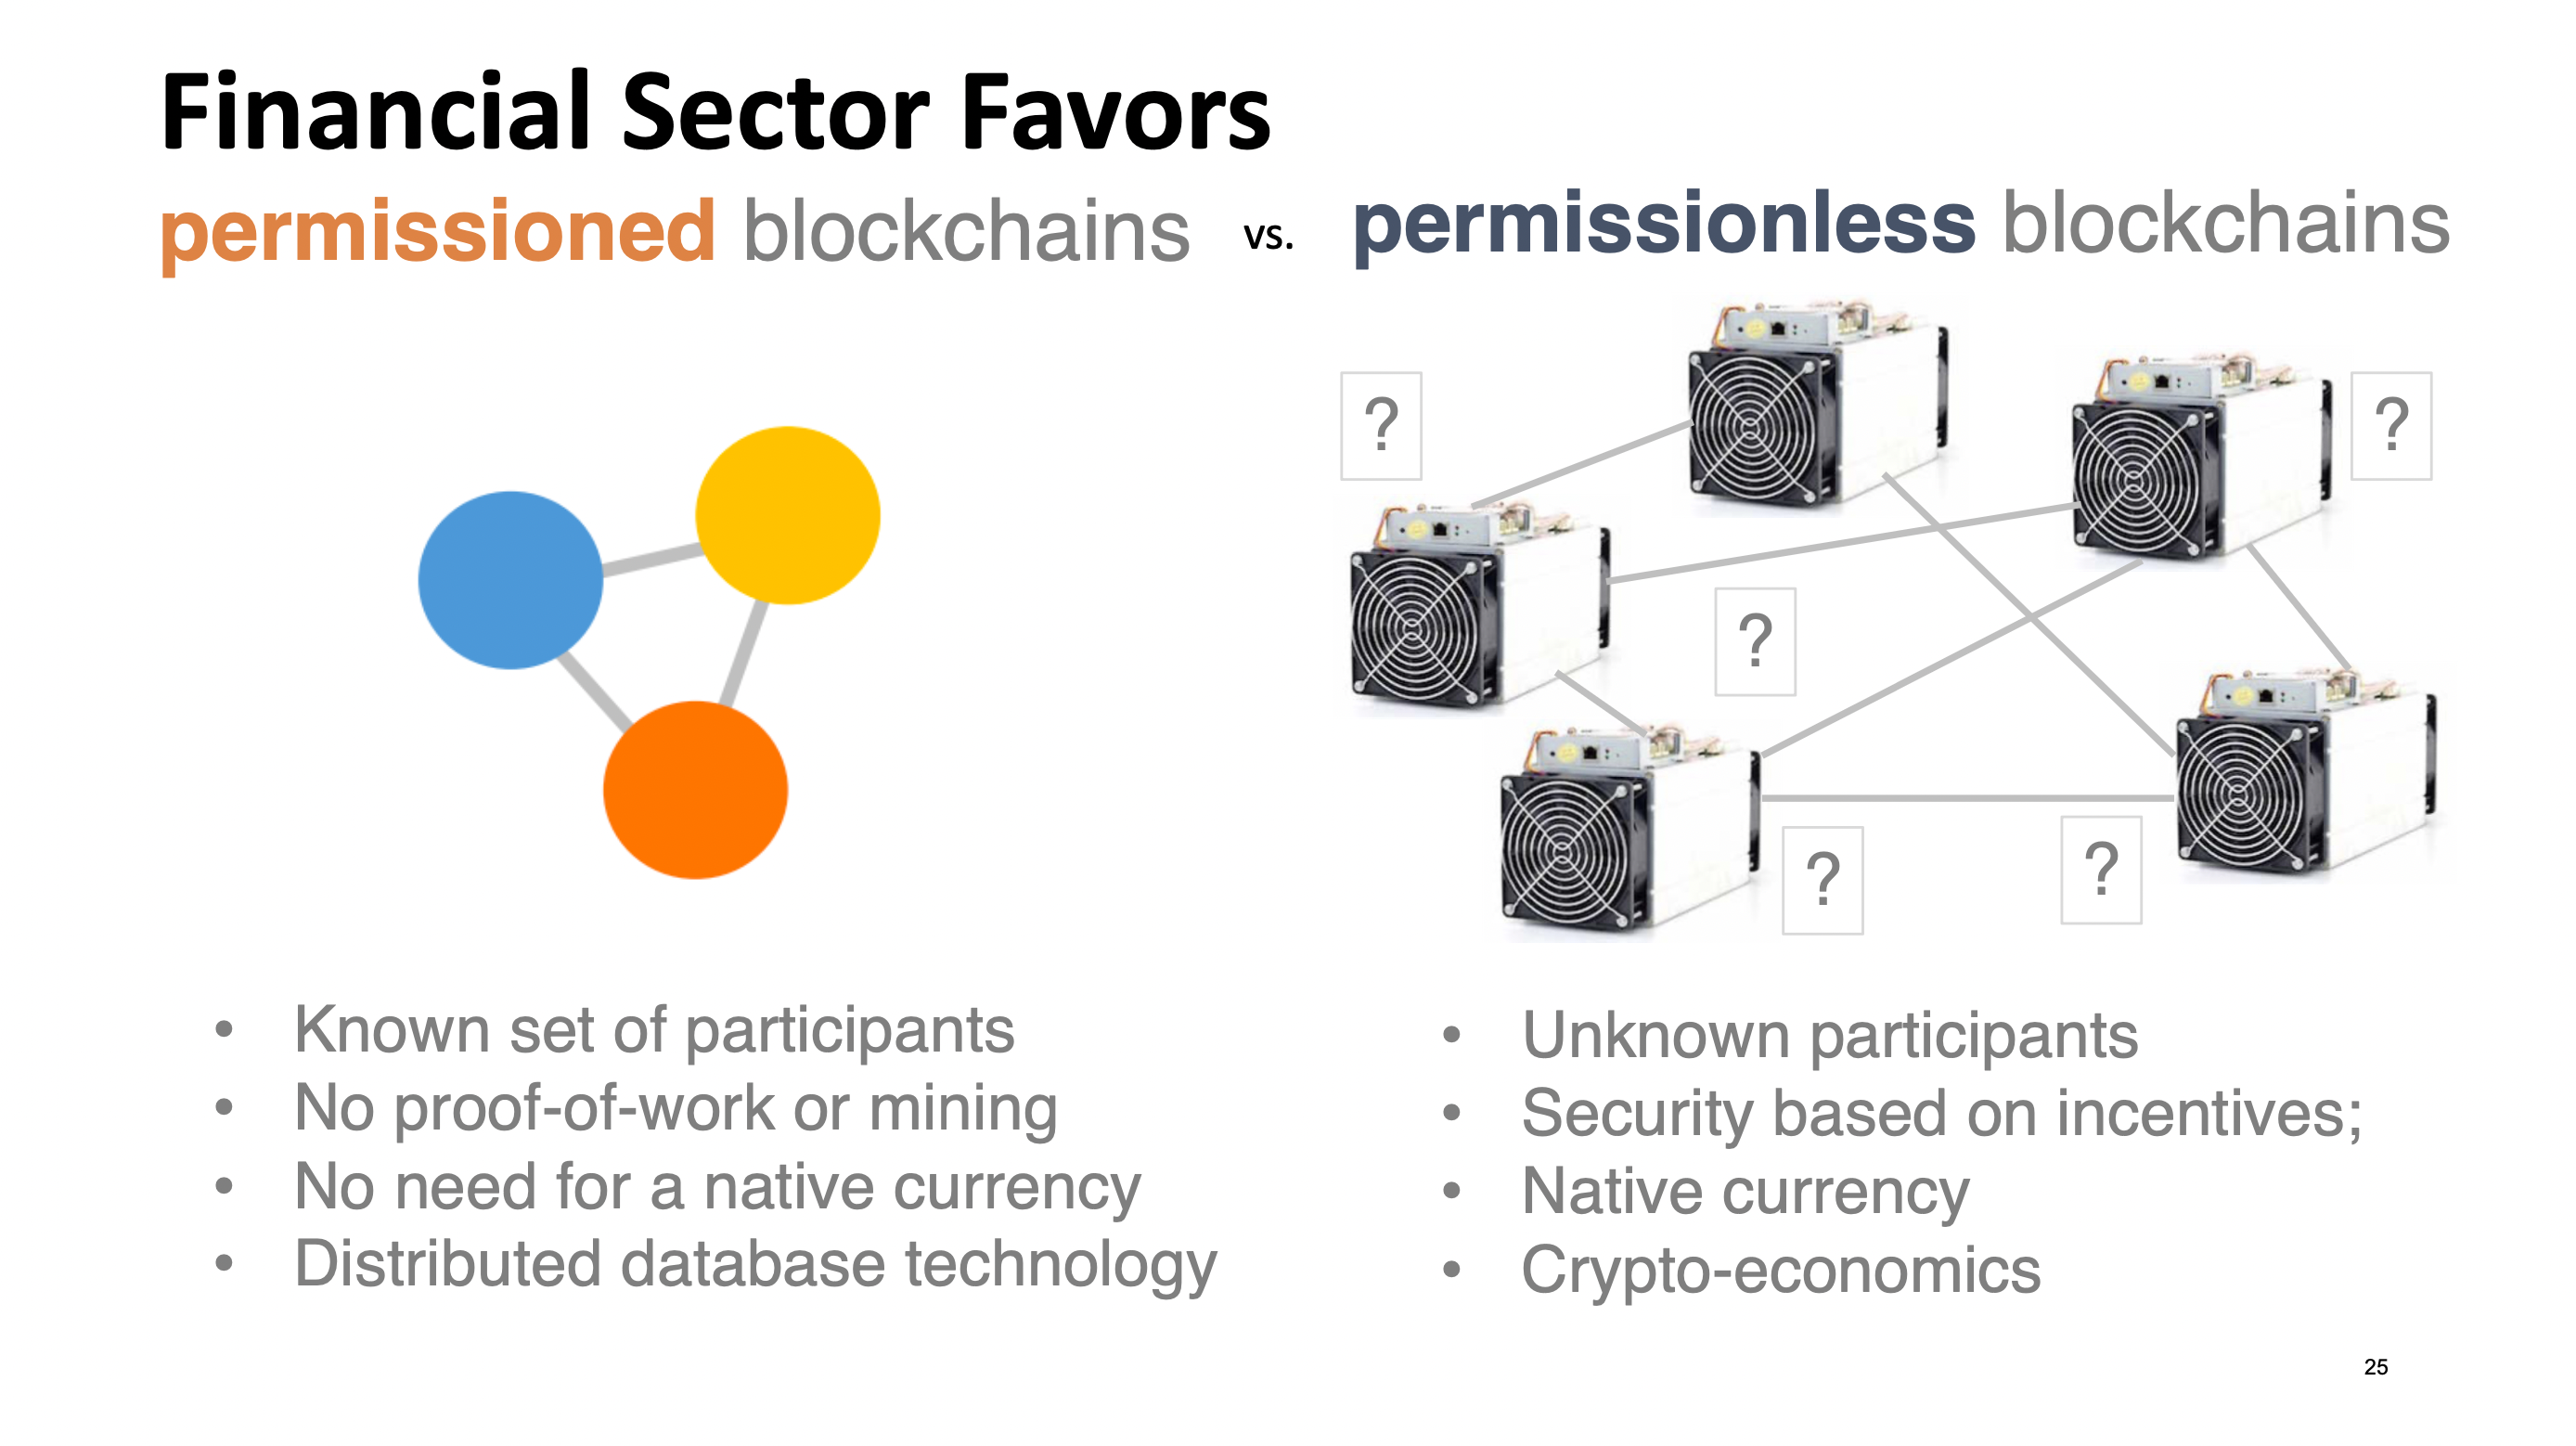 Financial Sector Favors
permissioned blockchains vs. permissionless blockchains
?
?
?
?
?
• Known set of participants
• No proof-of-work or mining
• No need for a native currency
• Distributed database technology
• Unknown participants
• Security based on incentives;
• Native currency
• Crypto-economics
25